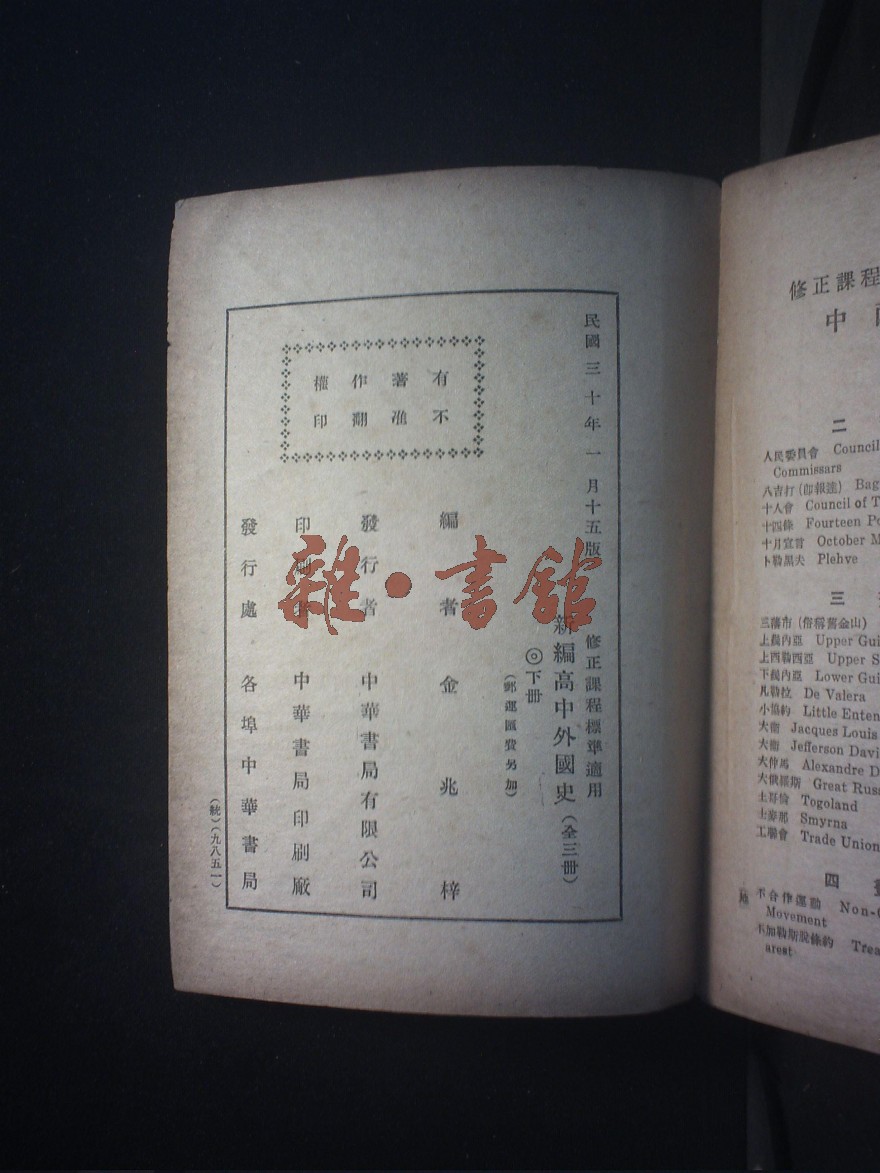 民國三十年一月十五版
修正課程標準適用
新編高中外國史(全三冊)
◎下冊
(郵運匯費另加)
有著作權
不准翻印
編者 金兆梓
發行者 中華書局有限公司
印刷者 中華書局印刷廠
發行處 各埠中華書局
(統)(九八五一)
雜·書館
修正課程
中
二
人民委員會 Council
Commissars
八吉打(即報達) Bag
十人會 Council of T
十四條 Fourteen Po
十月宣言 October M
卜勒黑夫 Plehve
三
三藩市(俗稱舊金山)
上幾內亞 Upper Gui
上西勒西亞 Upper S
下幾內亞 Lower Gui
凡勒拉 De Valera
小協約 Little Enten
大衛 Jacques Louis
大衛 Jefferson Davi
大仲馬 Alexandre D
大俄羅斯 Great Russ
土哥倫 Togoland
士麥那 Smyrna
工聯會 Trade Union
四
不合作運動 Non-
Movement
不加勒斯脫條約 Trea
arest